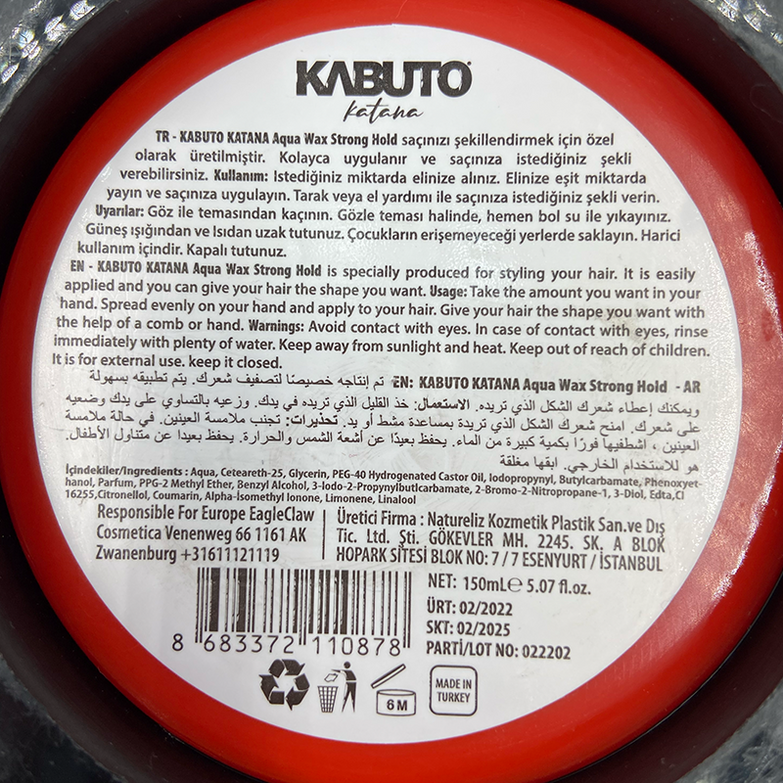 KABUTO
katana
TR - KABUTO KATANA Aqua Wax Strong Hold saçınızı şekillendirmek için özel
olarak üretilmiştir. Kolayca uygulanır ve saçınıza istediğiniz şekli
verebilirsiniz. Kullanım: Istediğiniz miktarda elinize alınız. Elinize eşit miktarda
yayın ve saçınıza uygulayın. Tarak veya el yardımı ile saçınıza istediğiniz şekli verin.
Uyarılar: Göz ile temasından kaçının. Gözle teması halinde, hemen bol su ile yıkayınız.
Güneş ışığından ve Isıdan uzak tutunuz. Çocukların erişemeyeceği yerlerde saklayın. Harici
kullanım içindir. Kapalı tutunuz.
EN - KABUTO KATANA Aqua Wax Strong Hold is specially produced for styling your hair. It is easily
applied and you can give your hair the shape you want. Usage: Take the amount you want in your
hand. Spread evenly on your hand and apply to your hair. Give your hair the shape you want with
the help of a comb or hand. Warnings: Avoid contact with eyes. In case of contact with eyes, rinse
immediately with plenty of water. Keep away from sunlight and heat. Keep out of reach of children.
It is for external use. keep it closed.
EN: KABUTO KATANA Aqua Wax Strong Hold - AR تم إنتاجه خصيصًا لتصفيف شعرك. يتم تطبيقه بسهولة
ويمكنك إعطاء شعرك الشكل الذي تريده. الاستعمال: خذ القليل الذي تريده في يدك. وزعيه بالتساوي على يدك وضعيه
على شعرك. امنح شعرك الشكل الذي تريدة بمساعدة مشط أو يد. تحذيرات: تجنب ملامسة العينين. في حالة ملامسة
العينين ، اشطفيها فورًا بكمية كبيرة من الماء. يحفظ بعيدًا عن أشعة الشمس والحرارة. يحفظ بعيدا عن متناول الأطفال.
هو للاستخدام الخارجي. ابقها مغلقة
İçindekiler/Ingredients : Aqua, Ceteareth-25, Glycerin, PEG-40 Hydrogenated Castor Oil, Iodopropynyl, Butylcarbamate, Phenoxyet-
hanol, Parfum, PPG-2 Methyl Ether, Benzyl Alcohol, 3-Iodo-2-Propynylbutylcarbamate, 2-Bromo-2-Nitropropane-1, 3-Diol, Edta,CI
16255,Citronellol, Coumarin, Alpha-İsomethyl Ionone, Limonene, Linalool
Responsible For Europe EagleClaw
Cosmetica Venenweg 66 1161 AK
Zwanenburg +31611121119
Üretici Firma : Natureliz Kozmetik Plastik San.ve Dış
Tic. Ltd. Şti. GÖKEVLER MH. 2245. SK. A BLOK
HOPARK SİTESİ BLOK NO: 7 / 7 ESENYURT / İSTANBUL
8 683372 110878
NET: 150mL℮ 5.07 fl.oz.
ÜRT: 02/2022
SKT: 02/2025
PARTİ/LOT NO: 022202
6 M
MADE IN
TURKEY